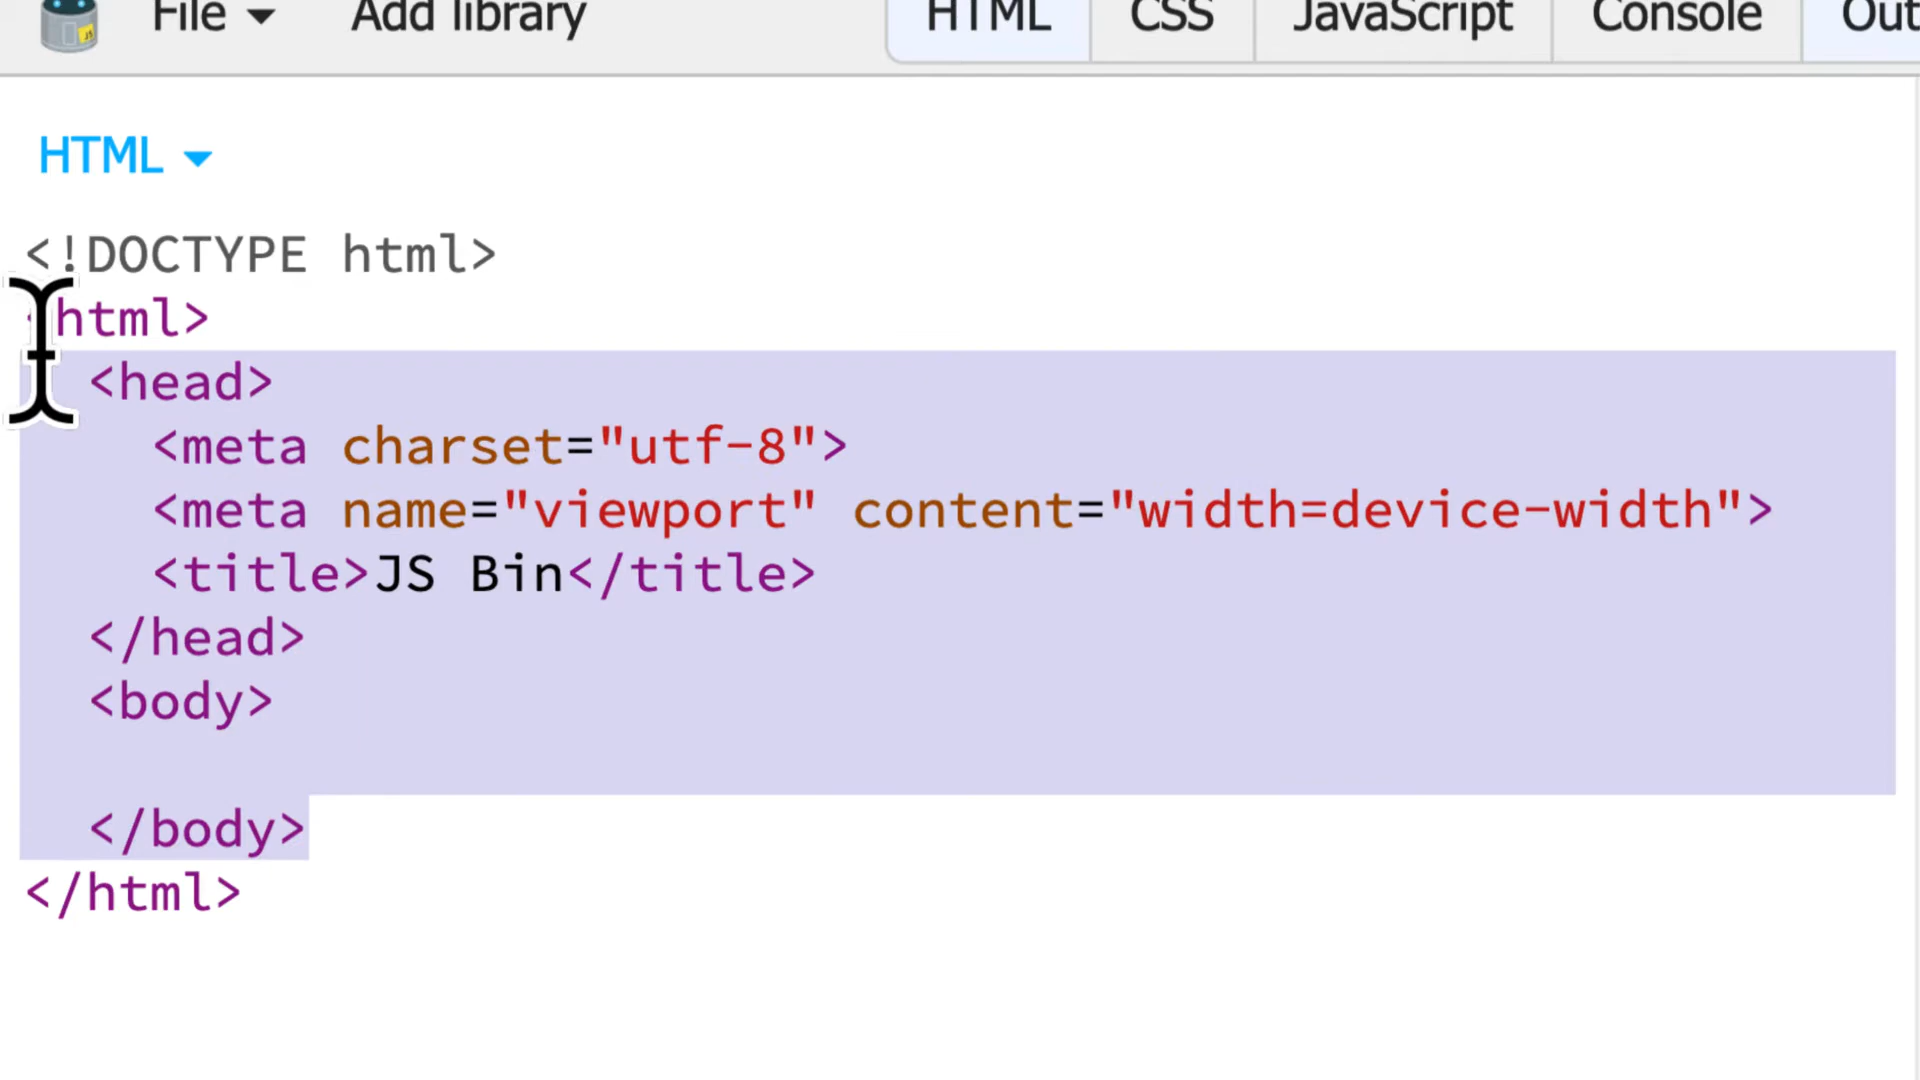 File Add library HTML CSS JavaScript Console
HTML
<!DOCTYPE html>
<html>
<head>
<meta charset="utf-8">
<meta name="viewport" content="width=device-width">
<title>JS Bin</title>
</head>
<body>
</body>
</html>